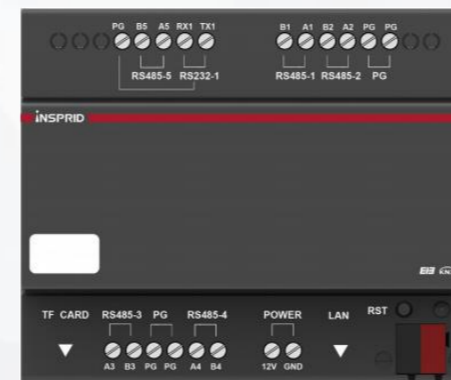 PG B5 A5 RX1 TX1 B1 A1 B2 A2 PG PG
RS485-5 RS232-1 RS485-1 RS485-2 PG
iNSPRID
EIB KNX
TF CARD RS485-3 PG RS485-4 POWER LAN RST
A3 B3 PG PG A4 B4 12V GND